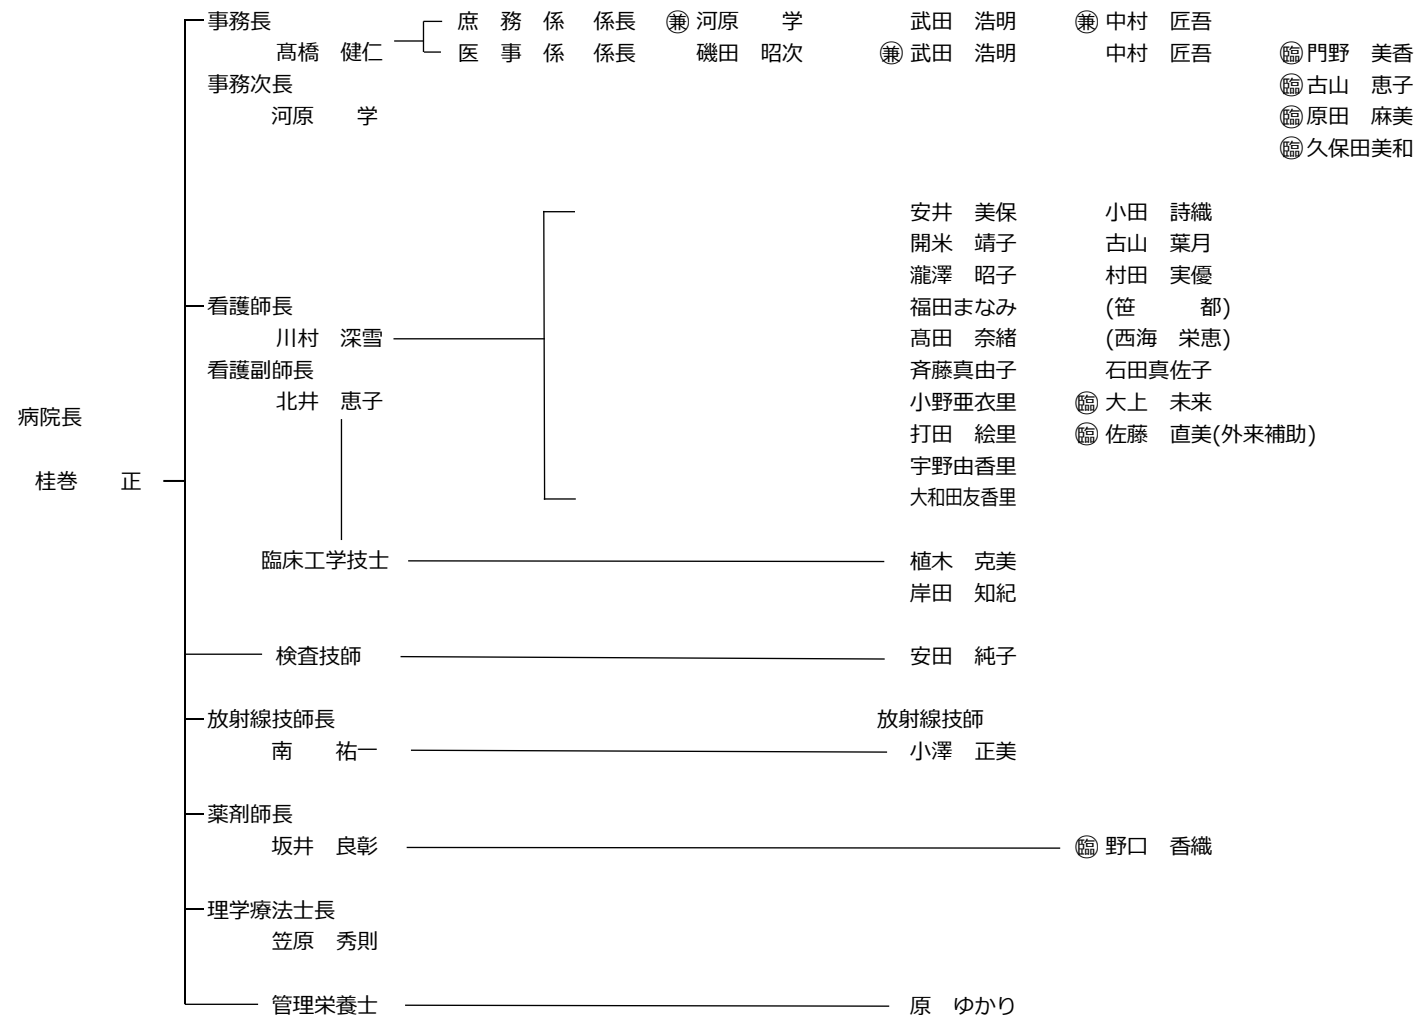 事務長 庶 務 係 係長 ㊮河原 学 武田 浩明 ㊮中村 匠吾
髙橋 健仁 医 事 係 係長 磯田 昭次 ㊮武田 浩明 中村 匠吾 ㊮門野 美香
事務次長 古山 恵子
河原 学 原田 麻美
久保田美和
安井 美保 小田 詩織
開米 靖子 古山 葉月
瀧澤 昭子 村田 実優
看護師長 福田まなみ (笹 都)
川村 深雪 髙田 奈緒 (西海 栄恵)
看護副師長 斉藤真由子 石田真佐子
北井 恵子 小野亜衣里 臨 大上 未来
病院長 打田 絵里 臨 佐藤 直美(外来補助)
宇野由香里
桂巻 正
大和田友香里
臨床工学技士 植木 克美
岸田 知紀
検査技師 安田 純子
放射線技師長 放射線技師
南 祐一 小澤 正美
薬剤師長
坂井 良彰 臨 野口 香織
理学療法士長
笠原 秀則
管理栄養士 原 ゆかり